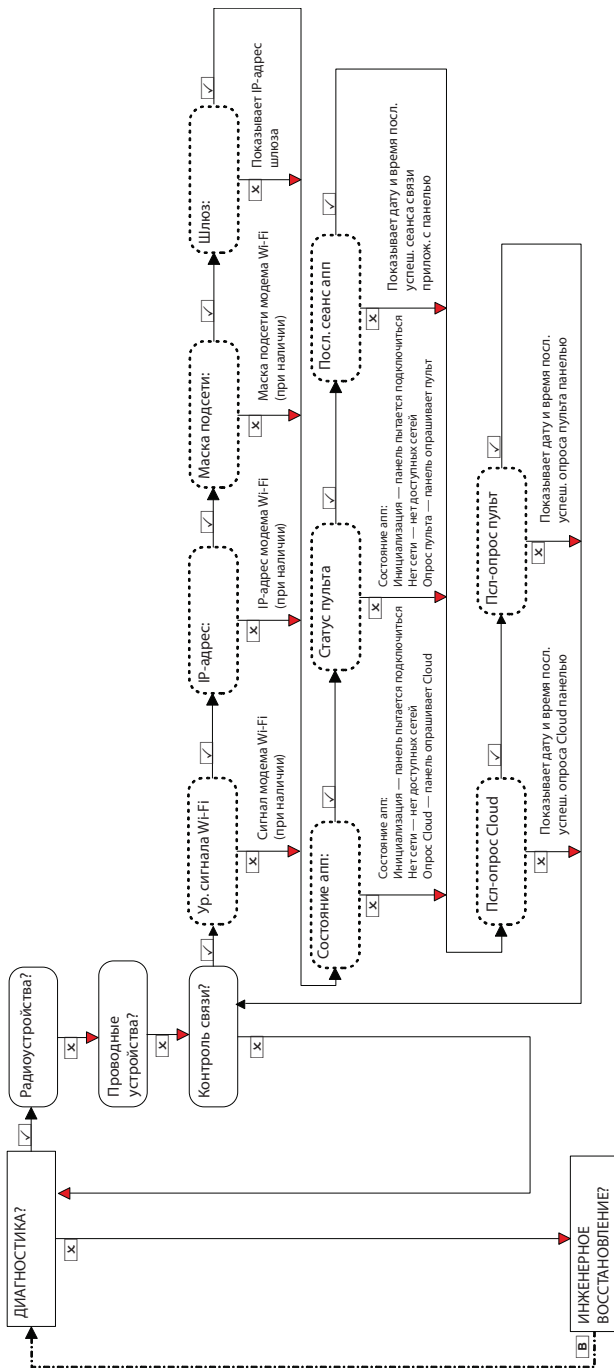 ДИАГНОСТИКА?
Радиоустройства?
Проводные
устройства?
Контроль связи?
Ур. сигнала Wi-Fi
IP-адрес:
Маска подсети:
Шлюз:
Сигнал модема Wi-Fi
(при наличии)
IP-адрес модема Wi-Fi
(при наличии)
Маска подсети модема Wi-Fi
(при наличии)
Показывает IP-адрес
шлюза
Состояние апп:
Статус пульта
Посл. сеанс апп
Состояние апп:
Инициализация — панель пытается подключиться
Нет сети — нет доступных сетей
Опрос Cloud — панель опрашивает Cloud
Состояние апп:
Инициализация — панель пытается подключиться
Нет сети — нет доступных сетей
Опрос пульта — панель опрашивает пульт
Показывает дату и время посл.
успеш. сеанса связи
прилож. с панелью
Псл-опрос Cloud
Псл-опрос пульт
Показывает дату и время посл.
успеш. опроса Cloud панелью
Показывает дату и время посл.
успеш. опроса пульта панелью
B
ИНЖЕНЕРНОЕ
ВОССТАНОВЛЕНИЕ?